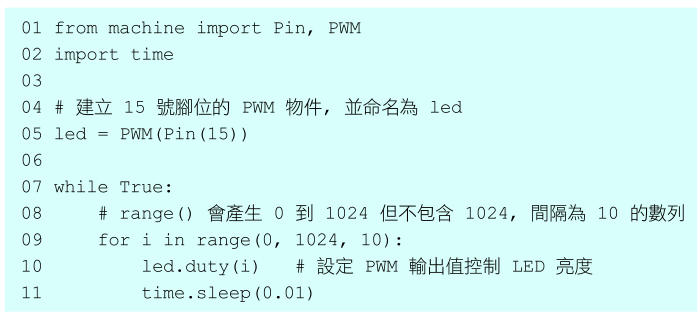 01 from machine import Pin, PWM
02 import time
03
04 # 建立 15 號腳位的 PWM 物件, 並命名為 led
05 led = PWM(Pin(15))
06
07 while True:
08     # range() 會產生 0 到 1024 但不包含 1024, 間隔為 10 的數列
09     for i in range(0, 1024, 10):
10         led.duty(i)   # 設定 PWM 輸出值控制 LED 亮度
11         time.sleep(0.01)